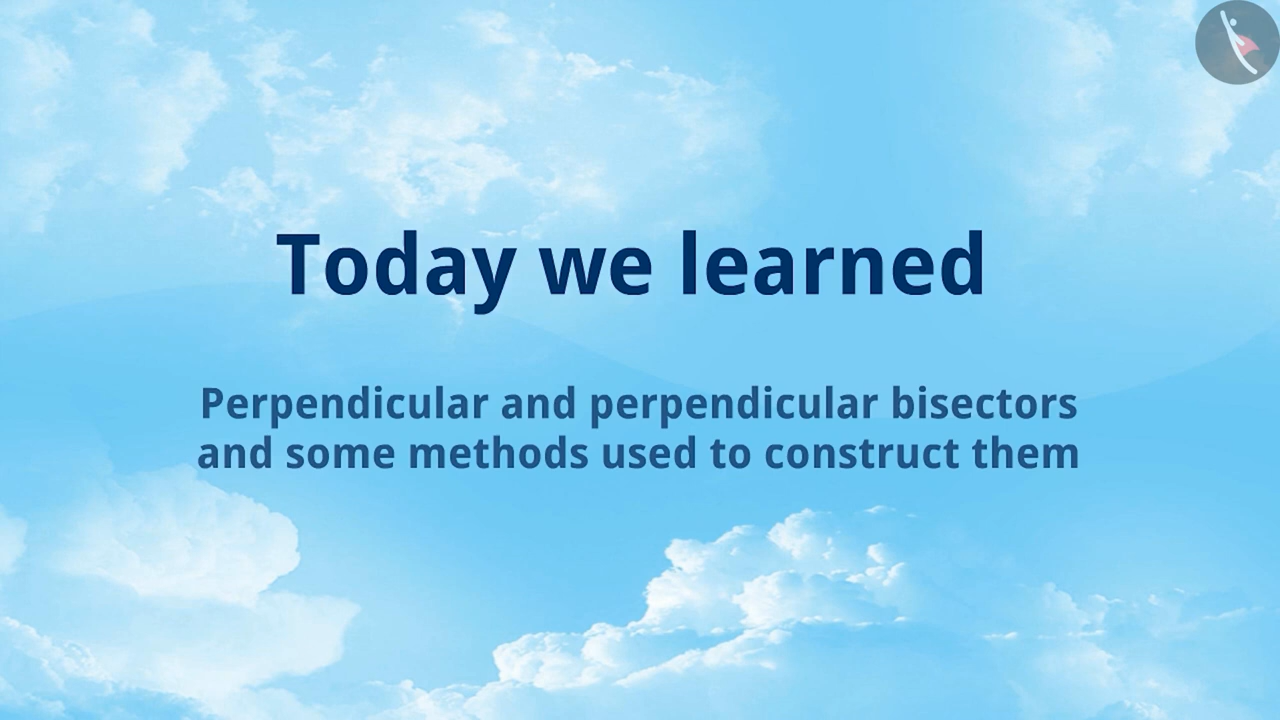 Today we learned
Perpendicular and perpendicular bisectors
and some methods used to construct them